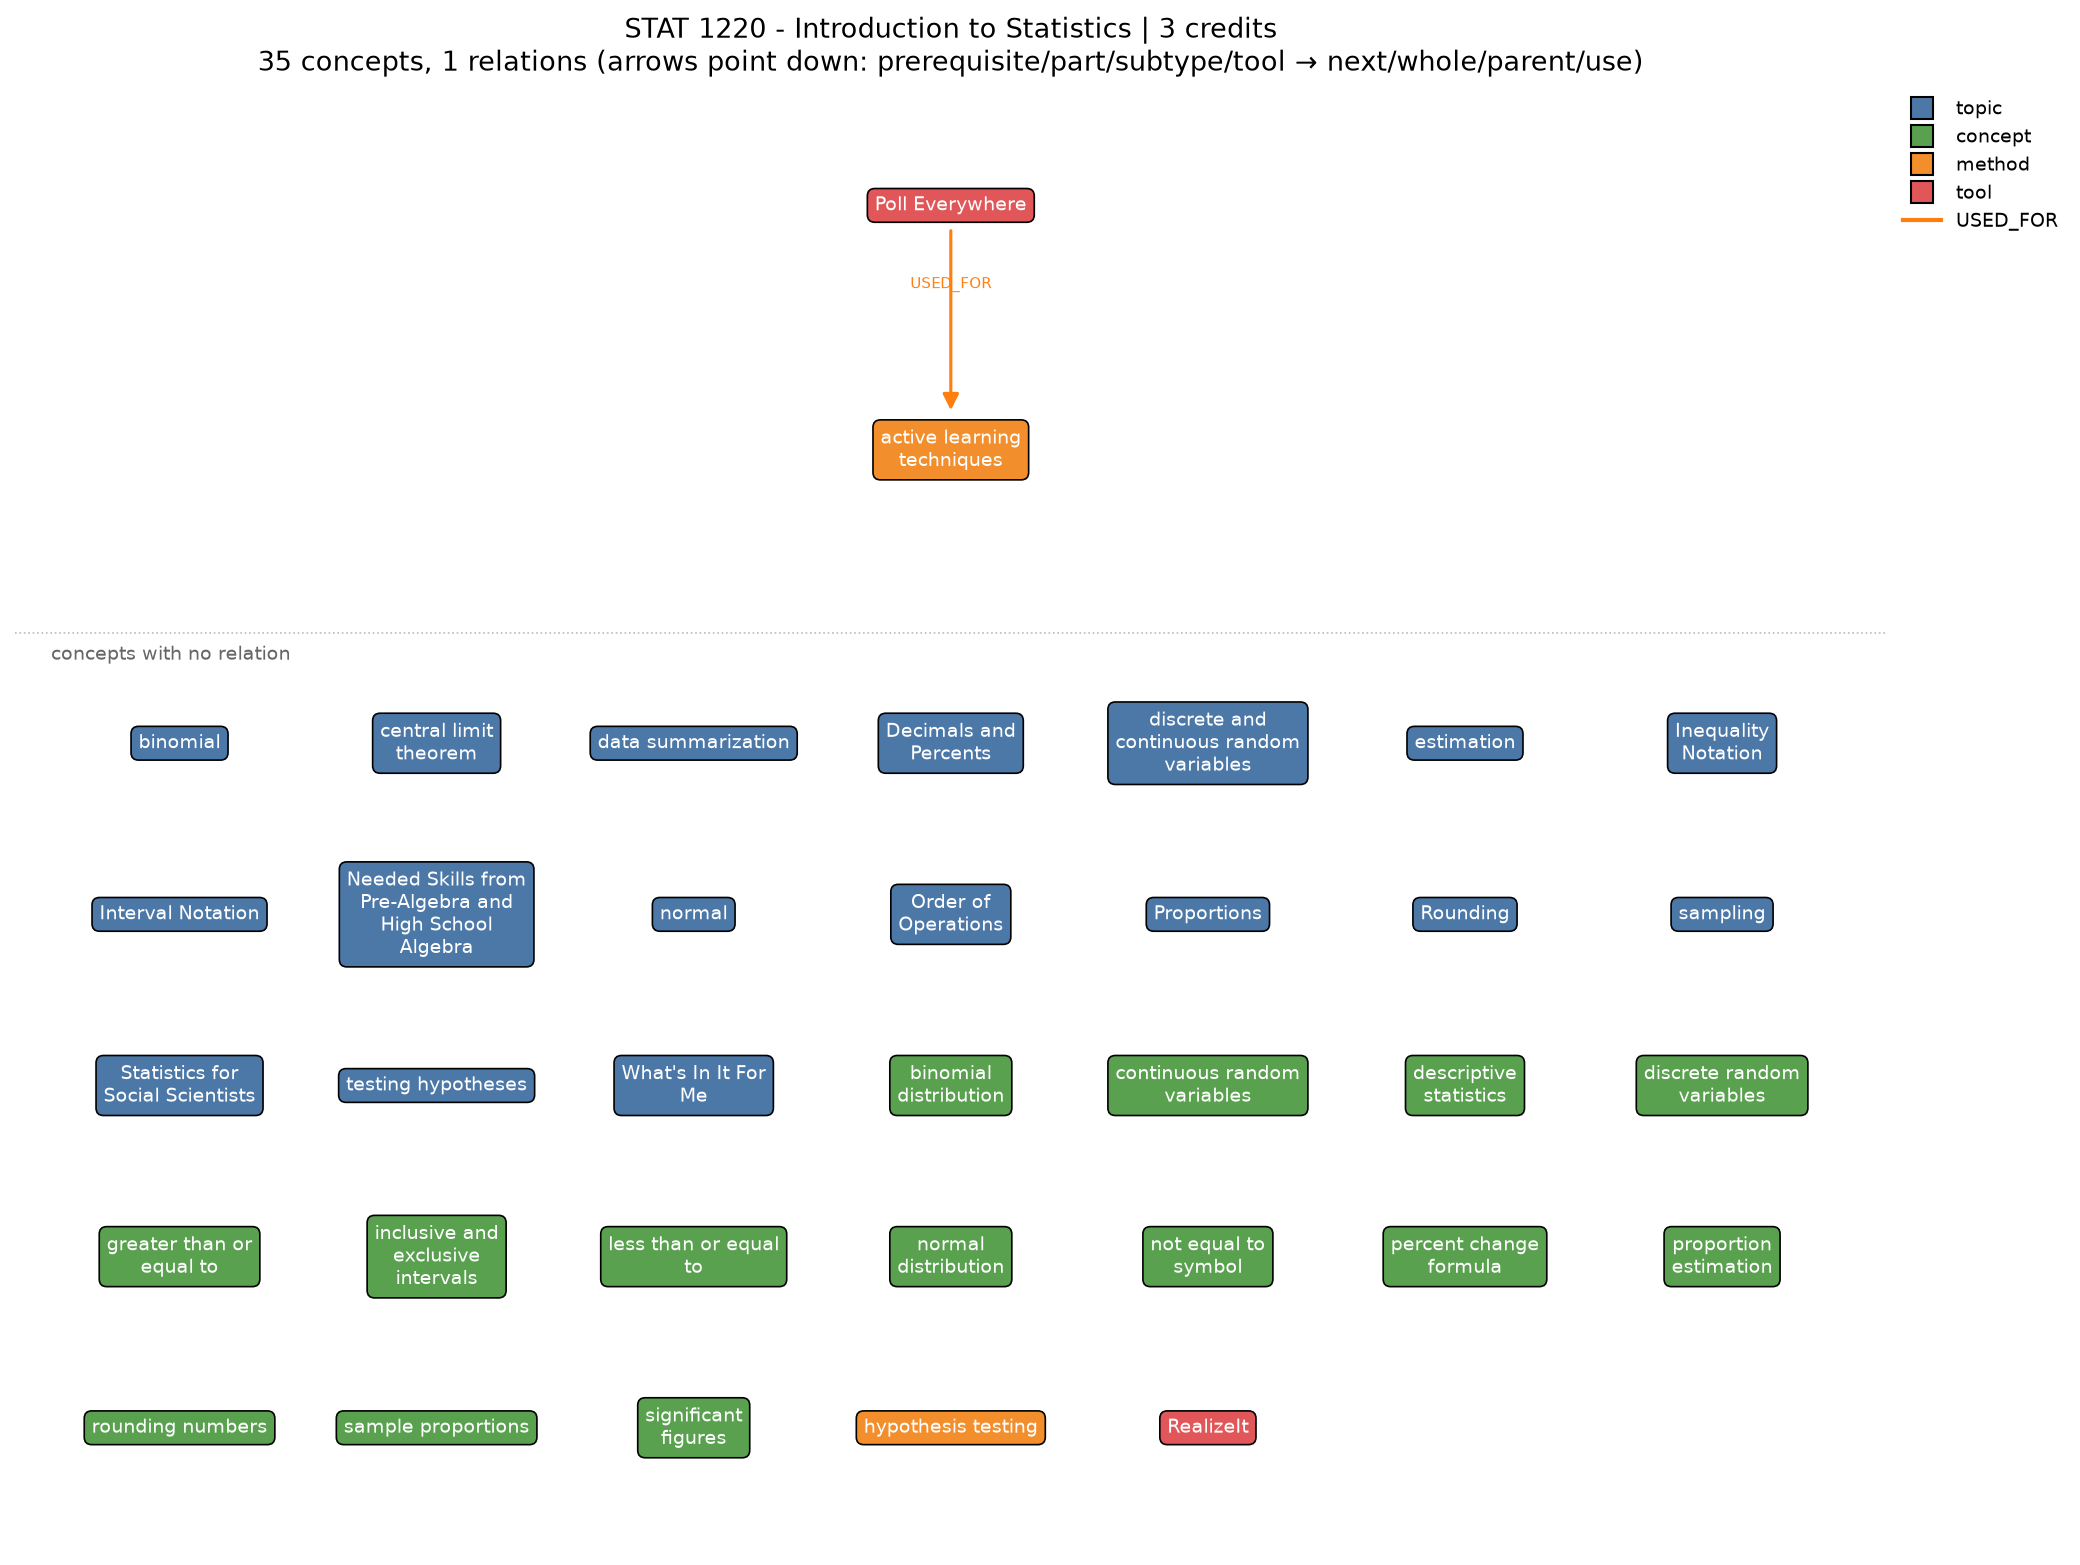 STAT 1220 - Introduction to Statistics | 3 credits
35 concepts, 1 relations (arrows point down: prerequisite/part/subtype/tool → next/whole/parent/use)
topic
concept
method
tool
USED_FOR
Poll Everywhere
USED_FOR
active learning
techniques
concepts with no relation
binomial
central limit
theorem
data summarization
Decimals and
Percents
discrete and
continuous random
variables
estimation
Inequality
Notation
Interval Notation
Needed Skills from
Pre-Algebra and
High School
Algebra
normal
Order of
Operations
Proportions
Rounding
sampling
Statistics for
Social Scientists
testing hypotheses
What's In It For
Me
binomial
distribution
continuous random
variables
descriptive
statistics
discrete random
variables
greater than or
equal to
inclusive and
exclusive
intervals
less than or equal
to
normal
distribution
not equal to
symbol
percent change
formula
proportion
estimation
rounding numbers
sample proportions
significant
figures
hypothesis testing
RealizeIt